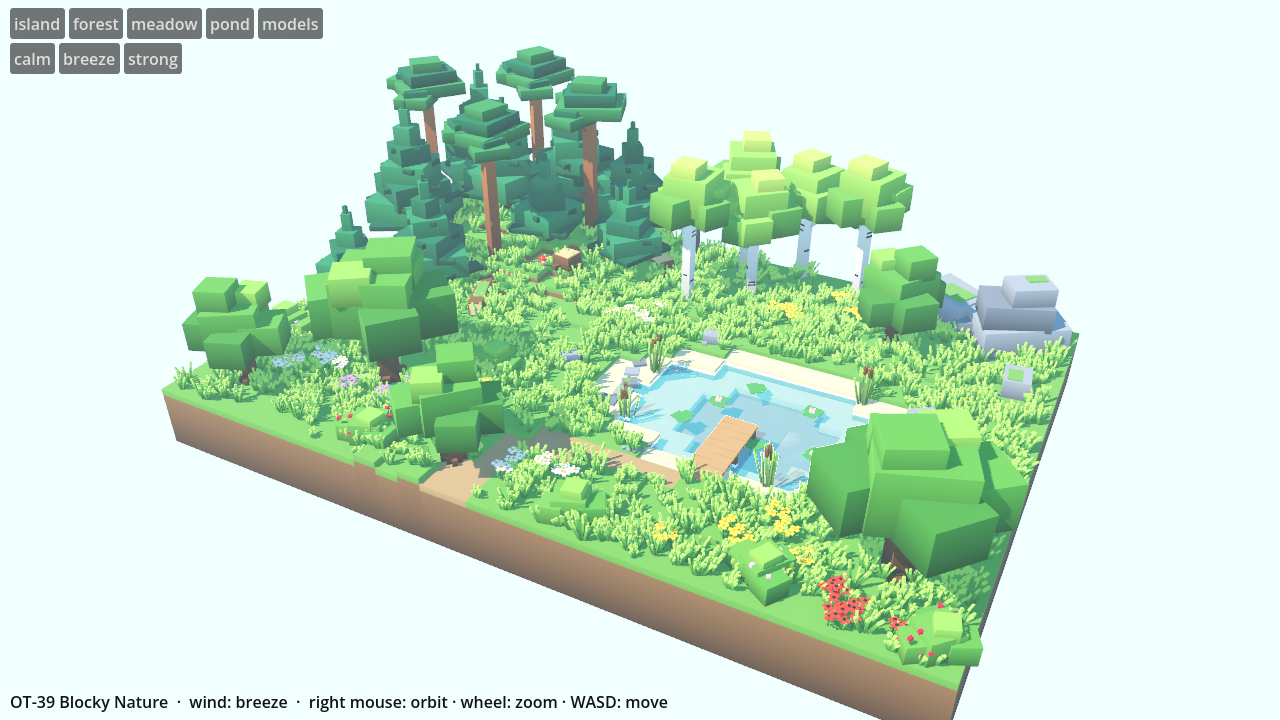 island forest meadow pond models
calm breeze strong
OT-39 Blocky Nature · wind: breeze · right mouse: orbit · wheel: zoom · WASD: move